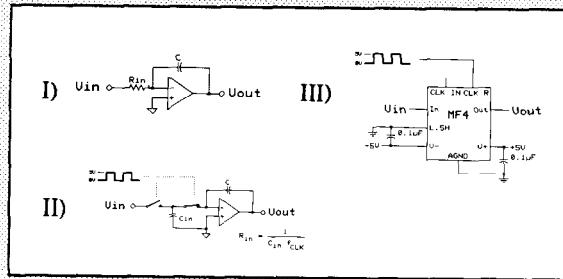 I)
Vin
Rin
C
Vout
II)
5V
0V
Vin
Cin
C
Vout
Rin = 1 / Cin fCLK
III)
5V
0V
CLK IN CLK R
Vin
In
MF4
Out
Vout
L.SH
0.1µF
-5V
V-
V+
+5V
0.1µF
AGND